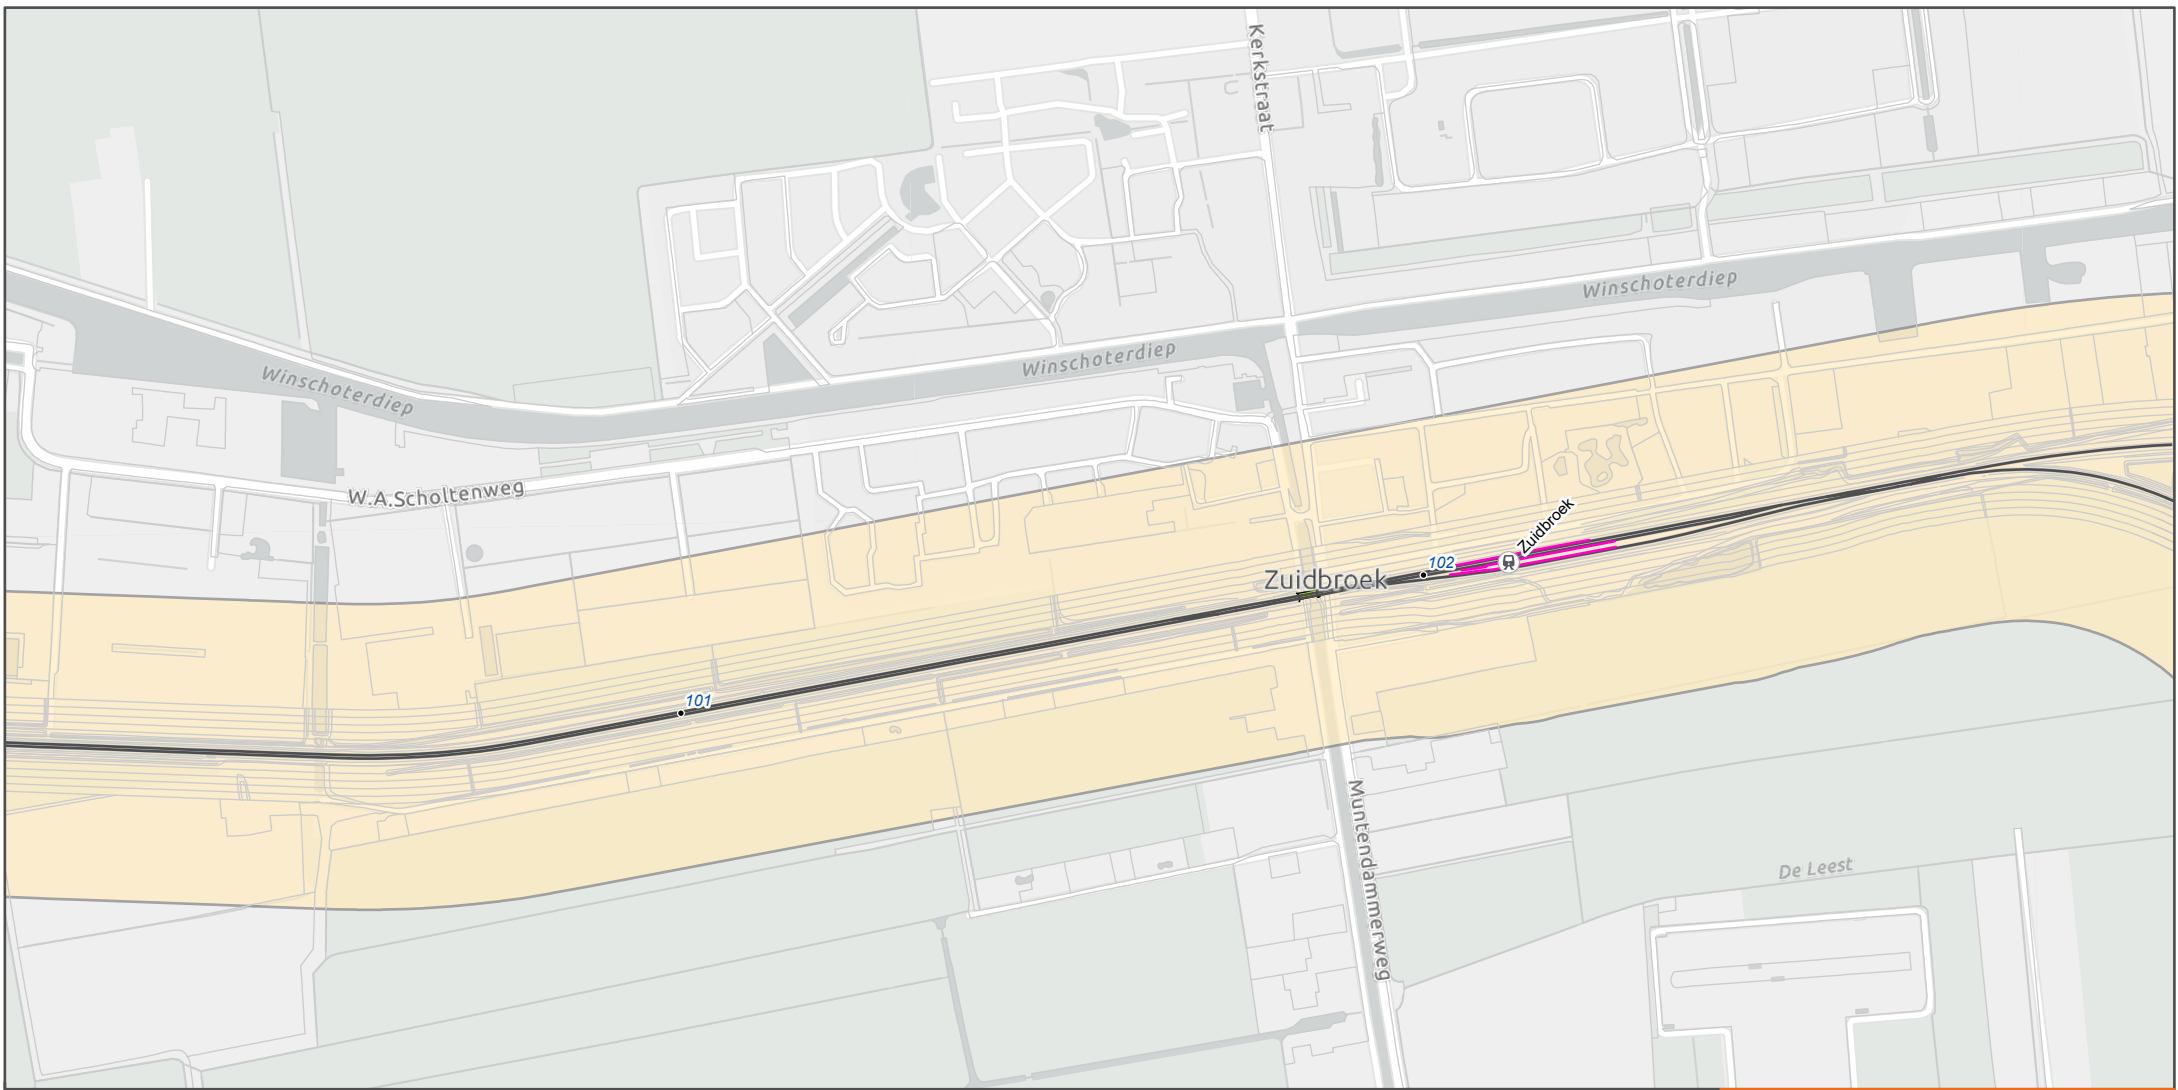 Kerkstraat
Winschoterdiep
Winschoterdiep
Winschoterdiep
W.A.Scholtenweg
Zuidbroek
102
Zuidbroek
101
Muntendammerweg
De Leest